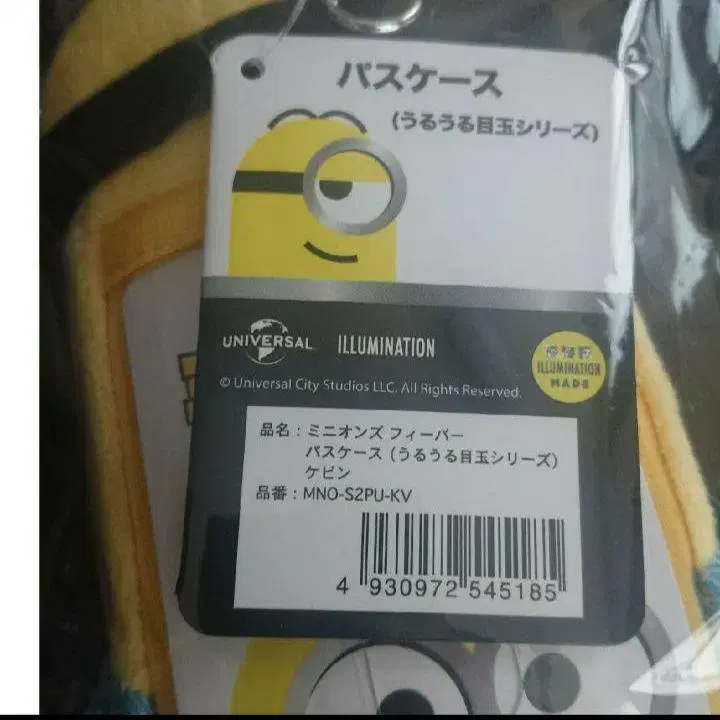 パスケース
(うるうる目玉シリーズ)
UNIVERSAL ILLUMINATION
ILLUMINATION
MADE
© Universal City Studios LLC. All Rights Reserved.
品名：ミニオンズ フィーバー
パスケース (うるうる目玉シリーズ)
ケビン
品番：MNO-S2PU-KV
4 930972 545185